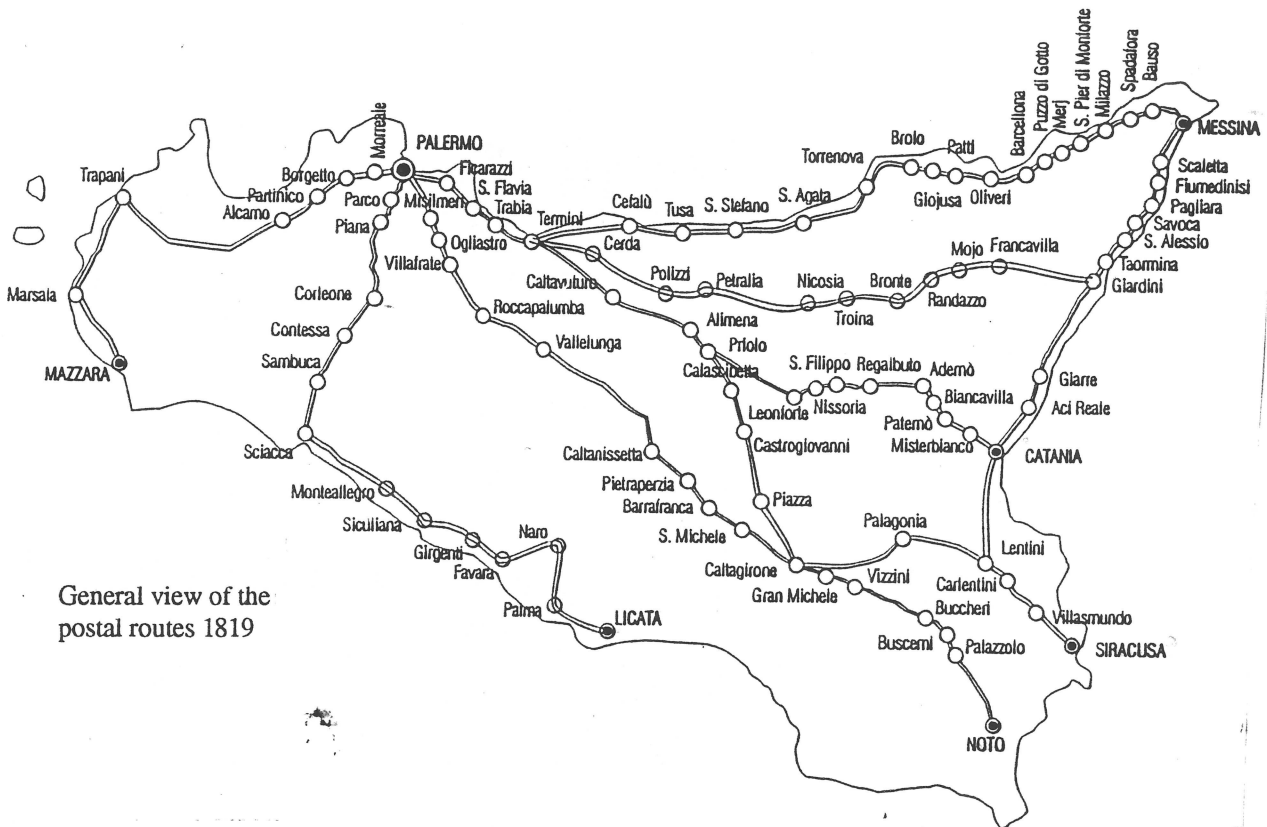 Bauso
Spadafora
Milazzo
S. Pier di Monforte
Merj
Puzzo di Gotto
Barcellona
MESSINA
Morreale
PALERMO
Brolo
Patti
Scaletta
Ficarazzi
Torrenova
Fiumedinisi
Trapani
Borgetto
S. Flavia
Partinico
Parco
Misilmeri
Trabia
Cefalù
S. Stefano
S. Agata
Giojusa
Oliveri
Pagliara
Alcamo
Piana
Termini
Tusa
Savoca
S. Alessio
Ogliastro
Cerda
Mojo
Francavilla
Taormina
Villafrate
Polizzi
Petralia
Nicosia
Bronte
Giardini
Marsala
Corleone
Caltavuturo
Troina
Randazzo
Roccapalumba
Alimena
Contessa
Vallelunga
Priolo
MAZZARA
Sambuca
Calascibetta
S. Filippo
Regalbuto
Adernò
Giarre
Leonforte
Nissoria
Biancavilla
Aci Reale
Paternò
Sciacca
Castrogiovanni
Misterbianco
CATANIA
Caltanissetta
Monteallegro
Pietraperzia
Piazza
Barrafranca
Siculiana
Naro
S. Michele
Palagonia
Girgenti
Lentini
Favara
Caltagirone
Vizzini
Carlentini
General view of the
postal routes 1819
Palma
LICATA
Gran Michele
Buccheri
Villasmundo
Buscemi
Palazzolo
SIRACUSA
NOTO